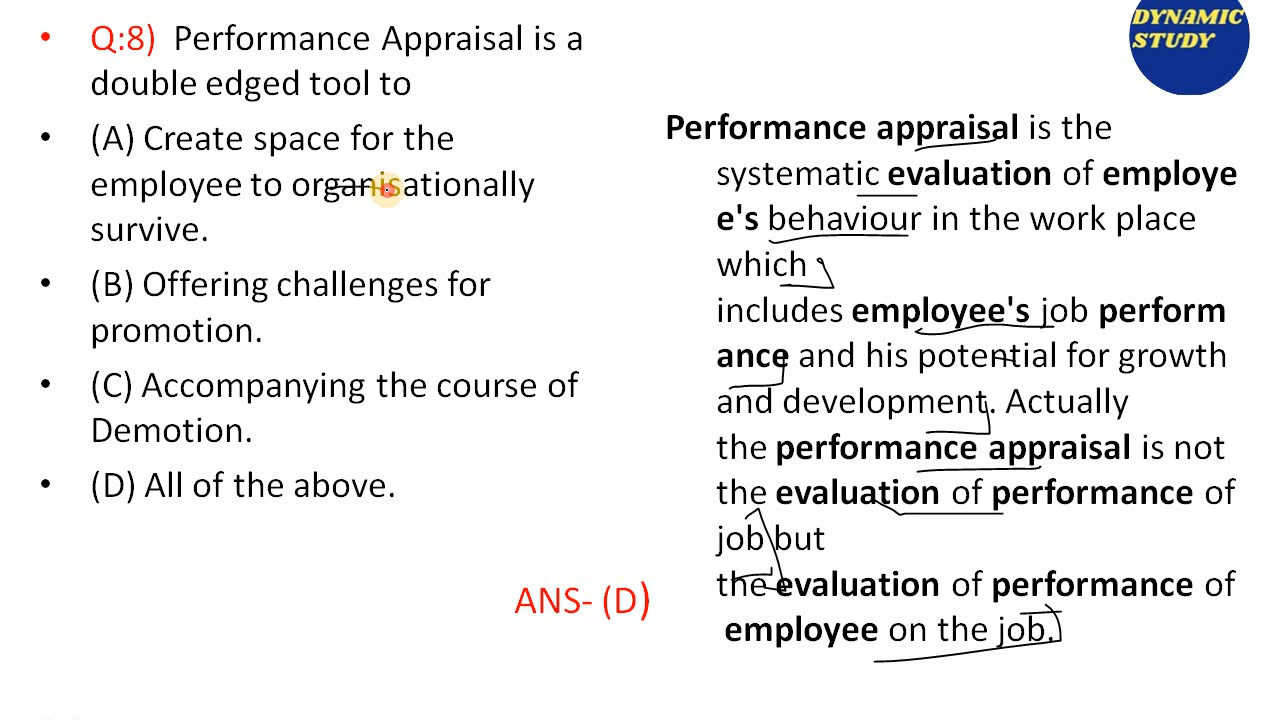 DYNAMIC
STUDY
• Q:8) Performance Appraisal is a
double edged tool to
• (A) Create space for the
employee to organisationally
survive.
• (B) Offering challenges for
promotion.
• (C) Accompanying the course of
Demotion.
• (D) All of the above.
ANS- (D)
Performance appraisal is the
systematic evaluation of employe
e's behaviour in the work place
which
includes employee's job perform
ance and his potential for growth
and development. Actually
the performance appraisal is not
the evaluation of performance of
job but
the evaluation of performance of
employee on the job.